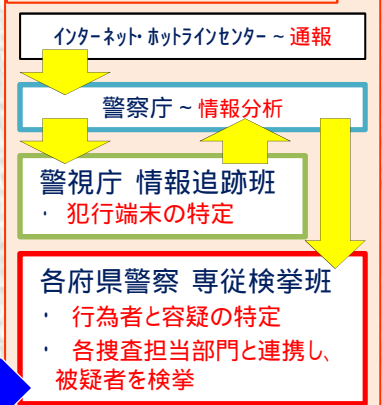 インターネット・ホットラインセンター ~ 通報
警察庁 ~ 情報分析
警視庁 情報追跡班
・ 犯行端末の特定
各府県警察 専従検挙班
・ 行為者と容疑の特定
・ 各捜査担当部門と連携し、
被疑者を検挙